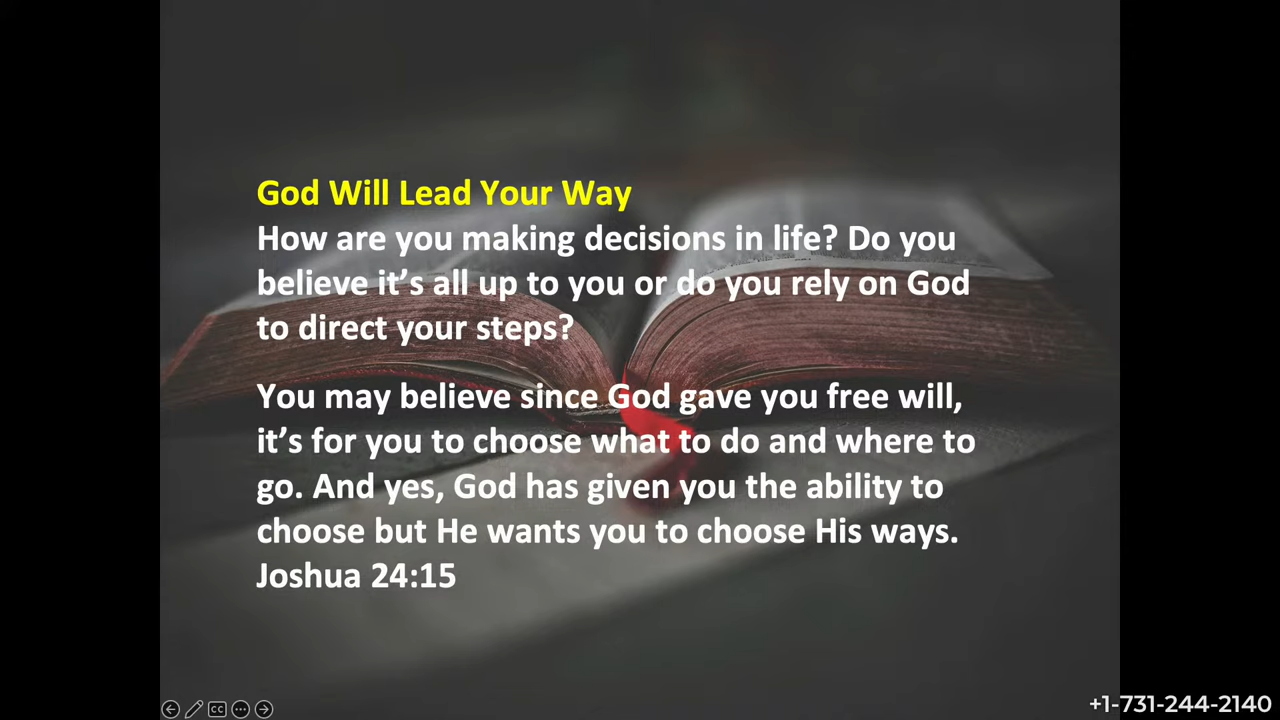 God Will Lead Your Way
How are you making decisions in life? Do you
believe it’s all up to you or do you rely on God
to direct your steps?
You may believe since God gave you free will,
it’s for you to choose what to do and where to
go. And yes, God has given you the ability to
choose but He wants you to choose His ways.
Joshua 24:15
CC
+1-731-244-2140